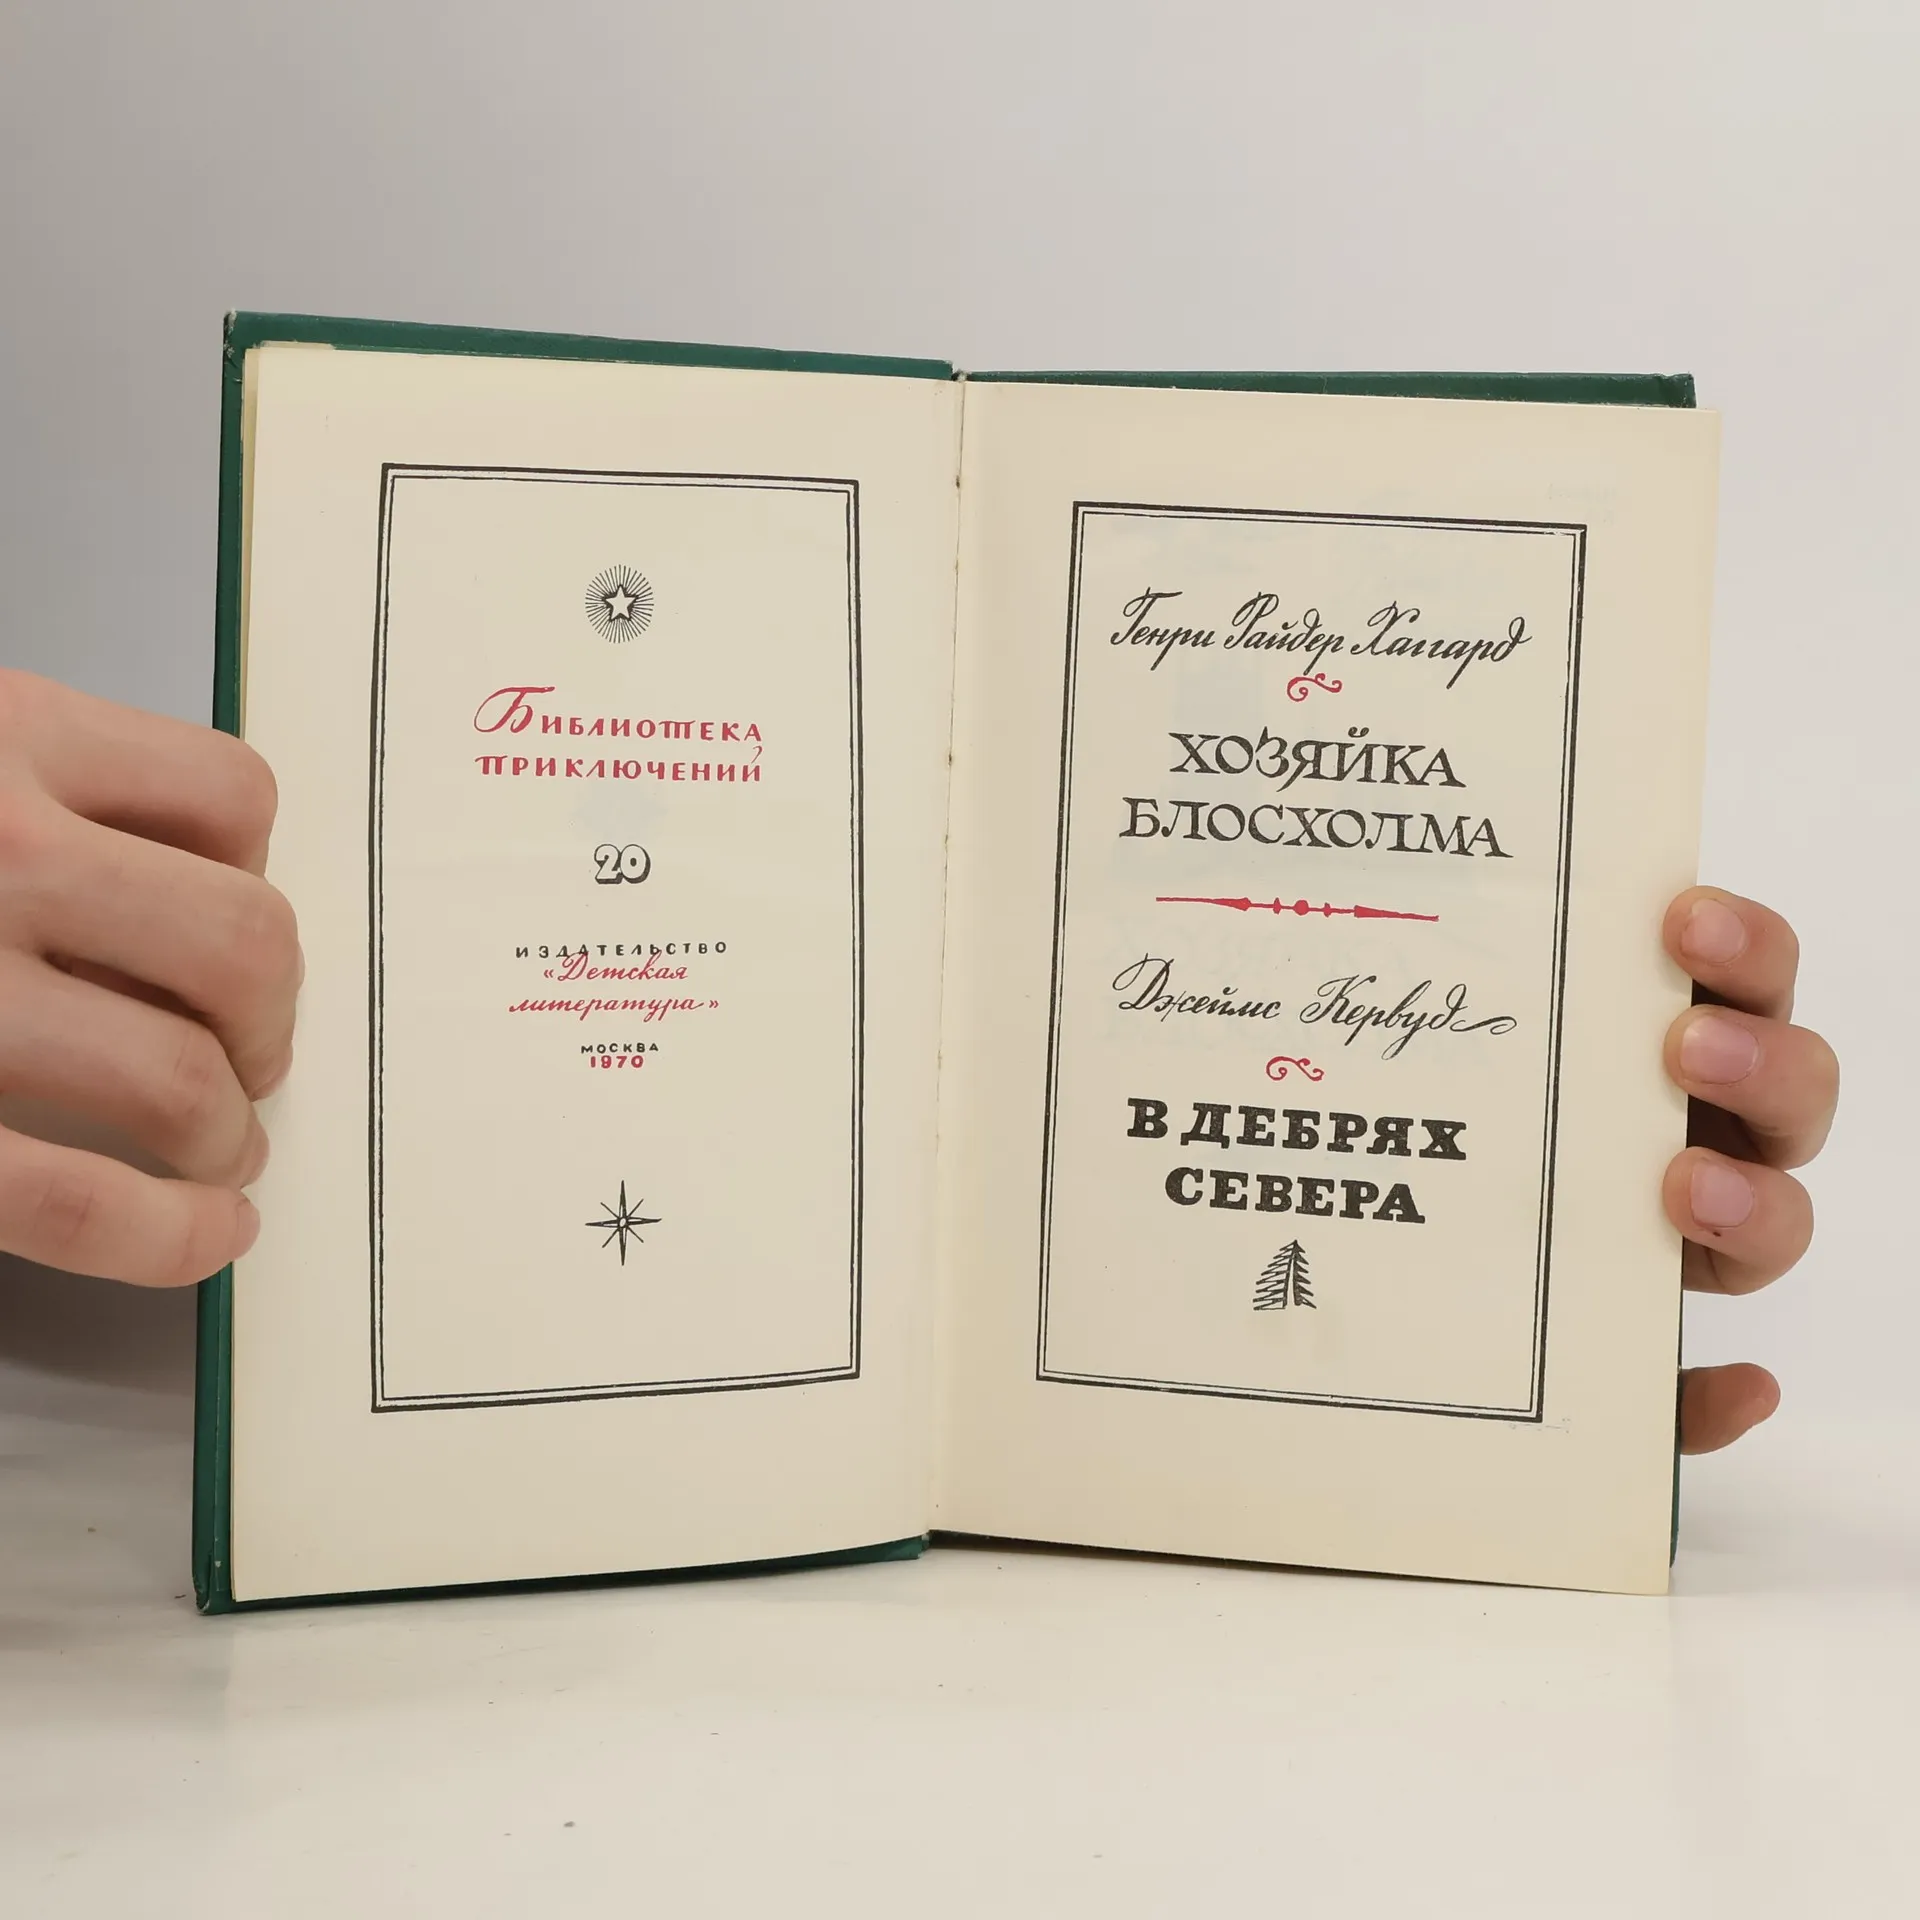 Библиотека
приключений
20
ИЗДАТЕЛЬСТВО
«Детская
литература»
МОСКВА
1970
Генри Райдер Хаггард
ХОЗЯЙКА
БЛОСХОЛМА
Джеймс Кервуд
В ДЕБРЯХ
СЕВЕРА